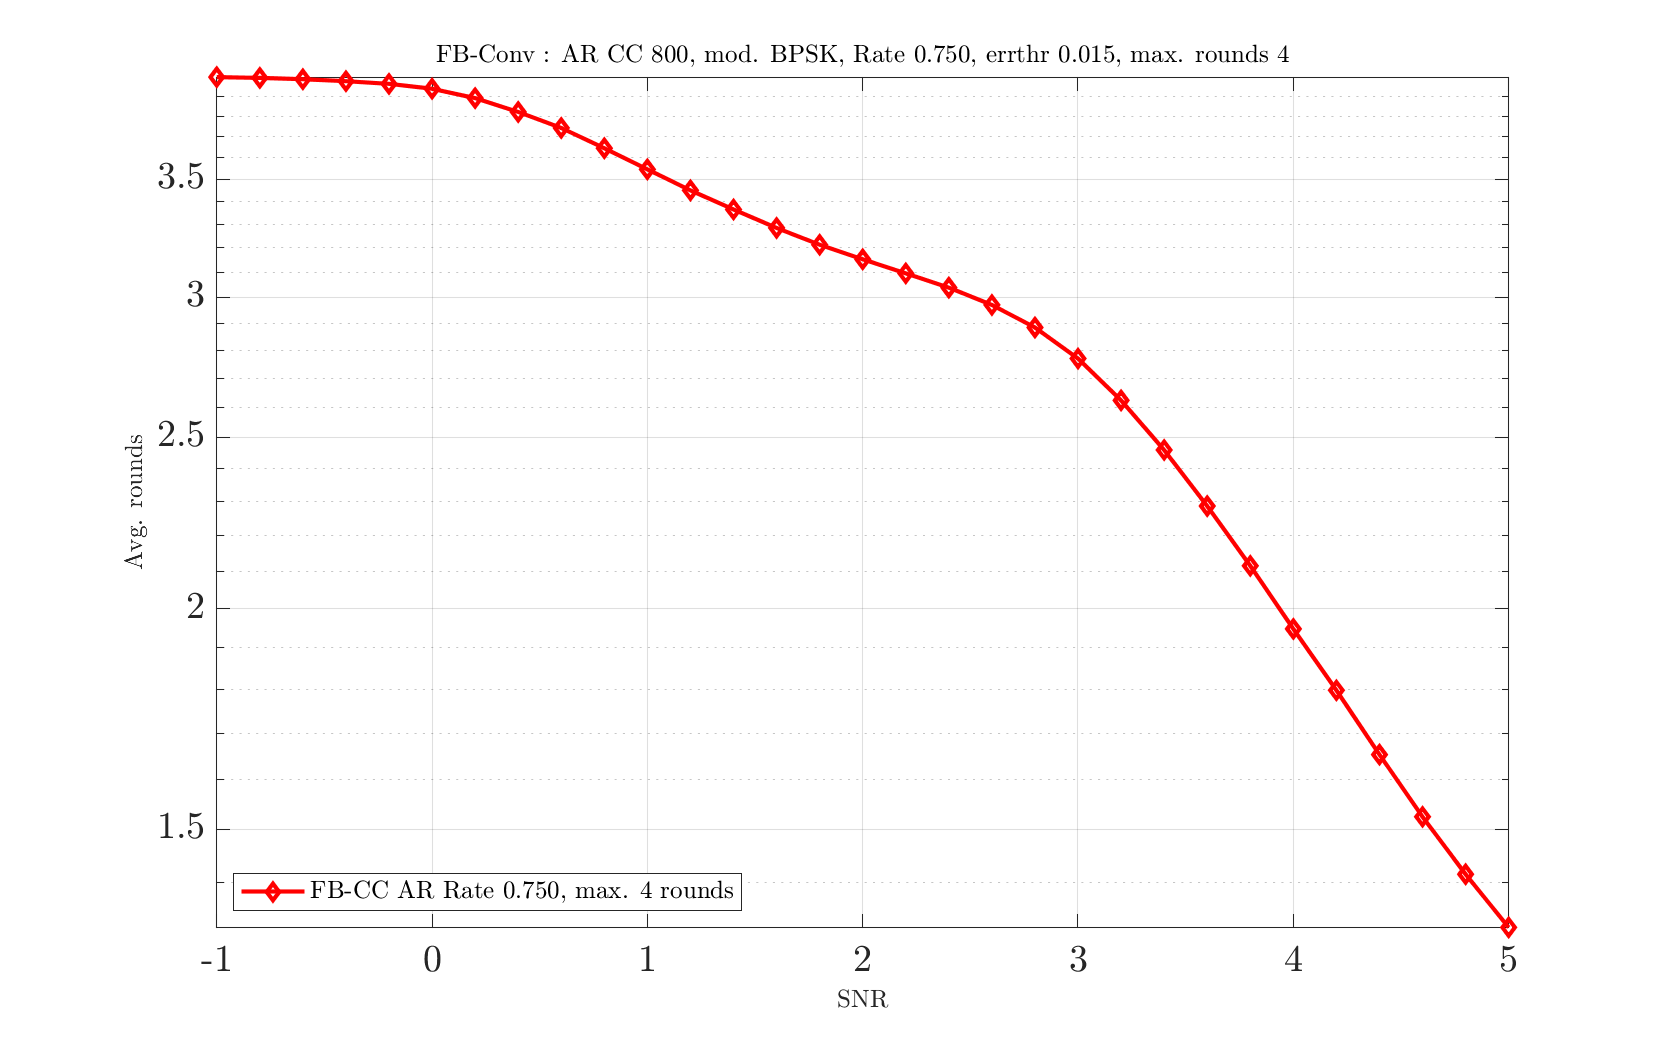 FB-Conv : AR CC 800, mod. BPSK, Rate 0.750, errthr 0.015, max. rounds 4
3.5
3
2.5
2
1.5
Avg. rounds
FB-CC AR Rate 0.750, max. 4 rounds
-1 0 1 2 3 4 5
SNR